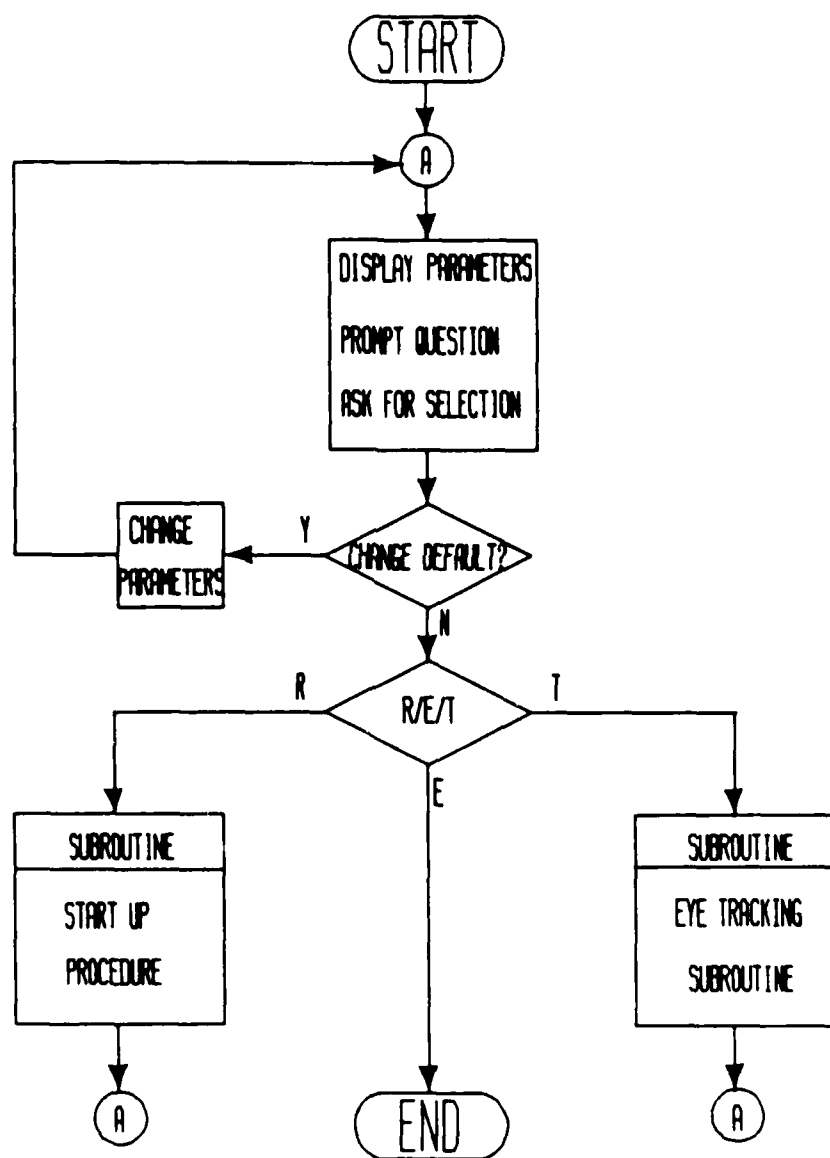 START
A
DISPLAY PARAMETERS
PROMPT QUESTION
ASK FOR SELECTION
CHANGE
PARAMETERS
Y
CHANGE DEFAULT?
N
R
R/E/T
T
E
SUBROUTINE
START UP
PROCEDURE
SUBROUTINE
EYE TRACKING
SUBROUTINE
A
END
A